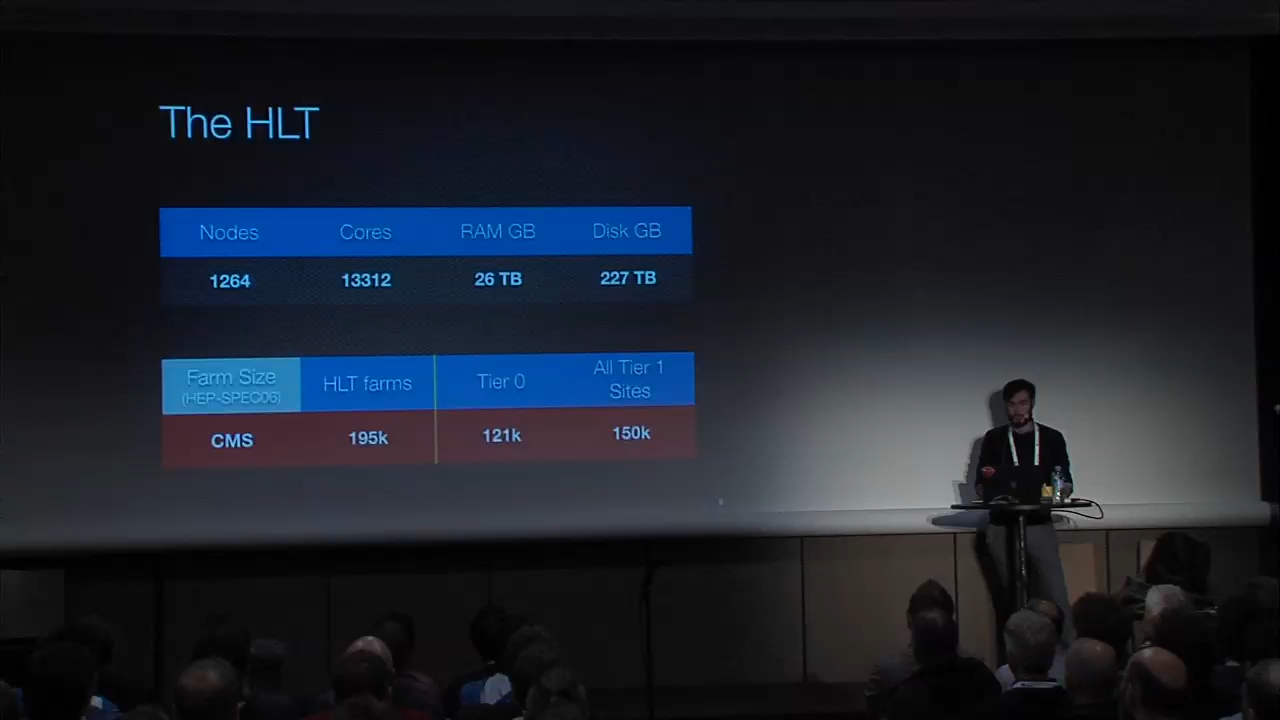 The HLT
Nodes Cores RAM GB Disk GB
1264 13312 26 TB 227 TB
Farm Size (HEP-SPEC06) HLT farms Tier 0 All Tier 1 Sites
CMS 195k 121k 150k